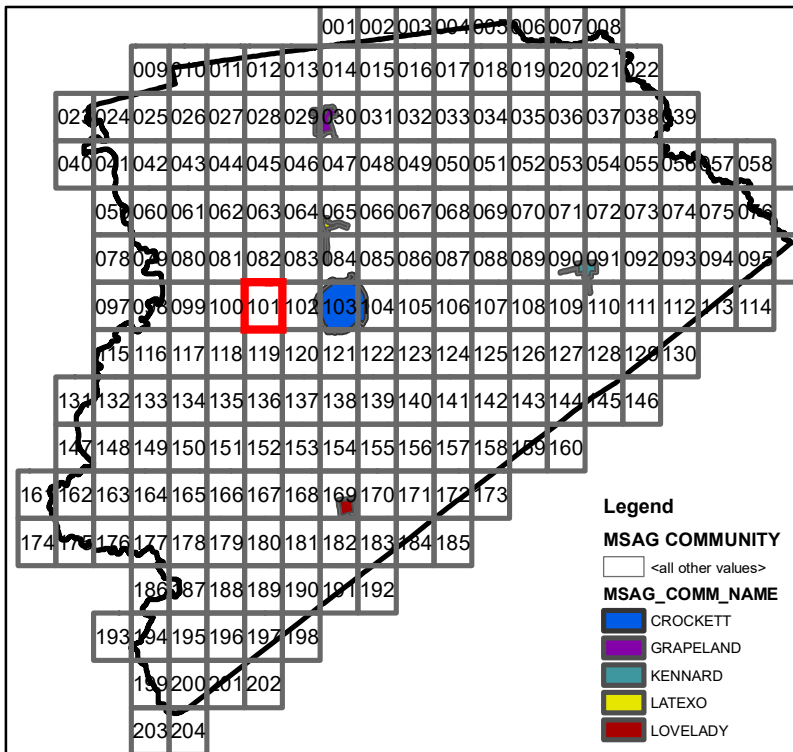 001 002 003 004 005 006 007 008
009 010 011 012 013 014 015 016 017 018 019 020 021 022
023 024 025 026 027 028 029 030 031 032 033 034 035 036 037 038 039
040 041 042 043 044 045 046 047 048 049 050 051 052 053 054 055 056 057 058
059 060 061 062 063 064 065 066 067 068 069 070 071 072 073 074 075 076
078 079 080 081 082 083 084 085 086 087 088 089 090 091 092 093 094 095
097 098 099 100 101 102 103 104 105 106 107 108 109 110 111 112 113 114
115 116 117 118 119 120 121 122 123 124 125 126 127 128 129 130
131 132 133 134 135 136 137 138 139 140 141 142 143 144 145 146
147 148 149 150 151 152 153 154 155 156 157 158 159 160
161 162 163 164 165 166 167 168 169 170 171 172 173
174 175 176 177 178 179 180 181 182 183 184 185
186 187 188 189 190 191 192
193 194 195 196 197 198
199 200 201 202
203 204
Legend
MSAG COMMUNITY
<all other values>
MSAG_COMM_NAME
CROCKETT
GRAPELAND
KENNARD
LATEXO
LOVELADY